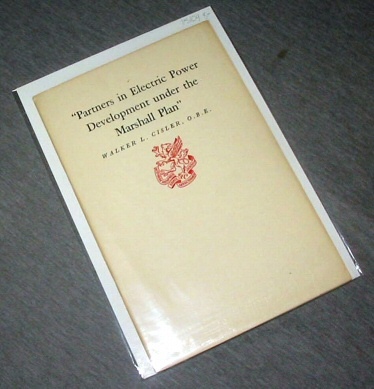 "Partners in Electric Power
Development under the
Marshall Plan"
WALKER L. CISLER, O.B.E.